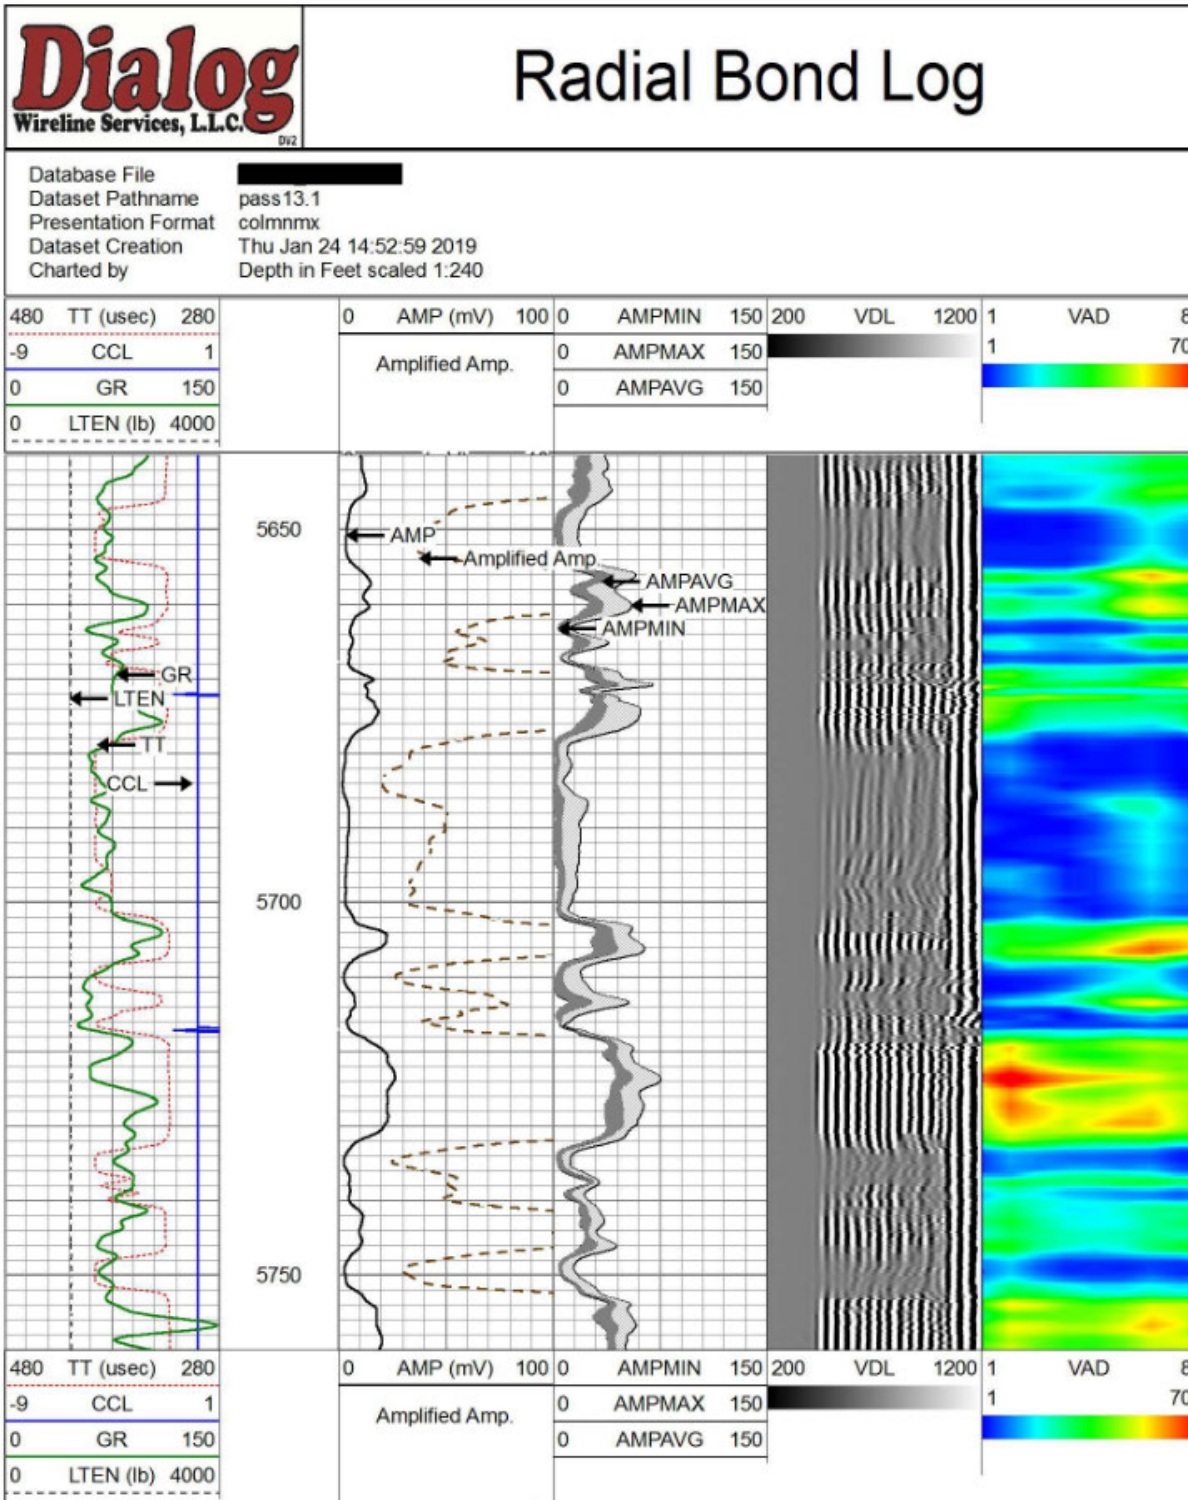 Dialog
Wireline Services, L.L.C.
DV2
Radial Bond Log
Database File
Dataset Pathname pass13.1
Presentation Format colmnmx
Dataset Creation Thu Jan 24 14:52:59 2019
Charted by Depth in Feet scaled 1:240
480 TT (usec) 280 0 AMP (mV) 100 0 AMPMIN 150 200 VDL 1200 1 VAD 8
-9 CCL 1 Amplified Amp. 0 AMPMAX 150 1 70
0 GR 150 0 AMPAVG 150
0 LTEN (lb) 4000
5650
AMP
Amplified Amp.
AMPAVG
AMPMAX
AMPMIN
GR
LTEN
TT
CCL
5700
5750
480 TT (usec) 280 0 AMP (mV) 100 0 AMPMIN 150 200 VDL 1200 1 VAD 8
-9 CCL 1 Amplified Amp. 0 AMPMAX 150 1 70
0 GR 150 0 AMPAVG 150
0 LTEN (lb) 4000